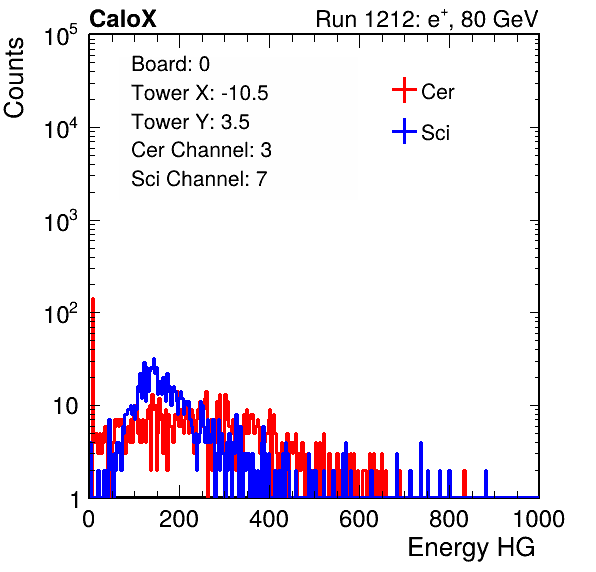 CaloX Run 1212: e⁺, 80 GeV
Counts
Board: 0
Tower X: -10.5
Tower Y: 3.5
Cer Channel: 3
Sci Channel: 7
Cer
Sci
10⁵
10⁴
10³
10²
10
1
0 200 400 600 800 1000
Energy HG